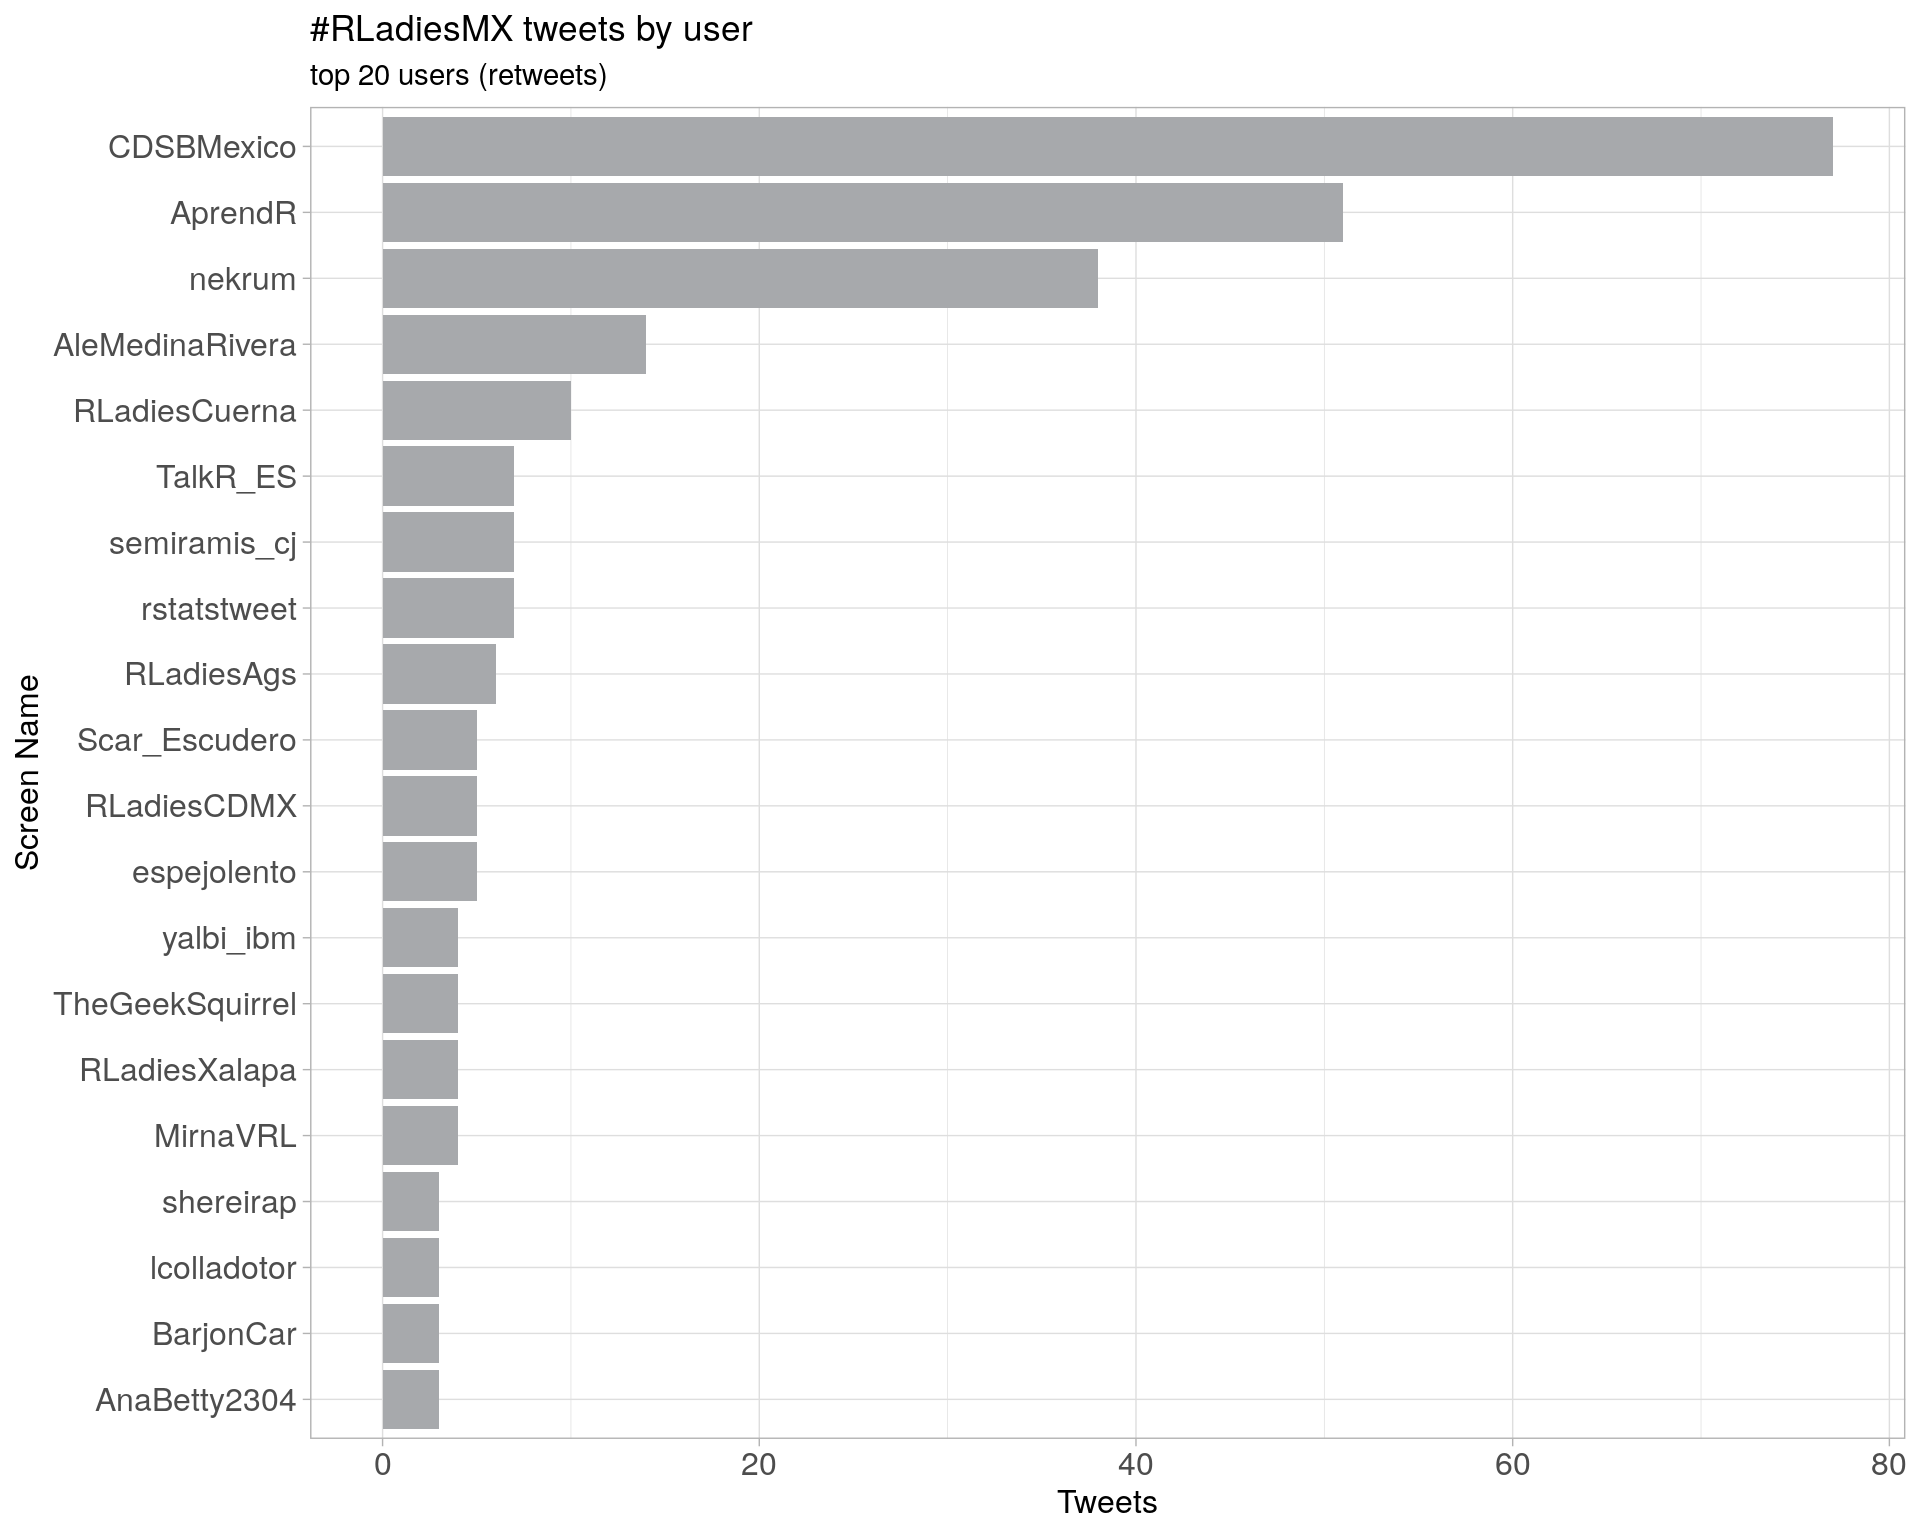 #RLadiesMX tweets by user
top 20 users (retweets)
CDSBMexico
AprendR
nekrum
AleMedinaRivera
RLadiesCuerna
TalkR_ES
semiramis_cj
rstatstweet
RLadiesAgs
Scar_Escudero
RLadiesCDMX
espejolento
yalbi_ibm
TheGeekSquirrel
RLadiesXalapa
MirnaVRL
shereirap
lcolladotor
BarjonCar
AnaBetty2304
Screen Name
0 20 40 60 80
Tweets